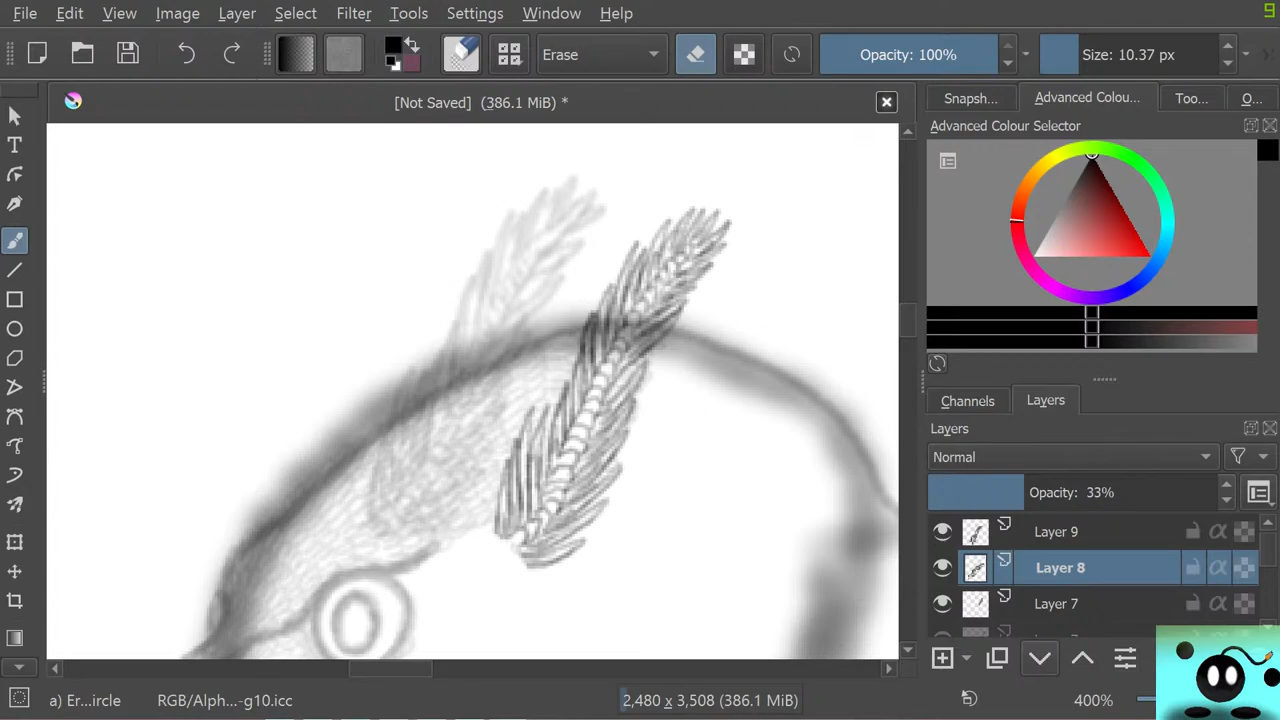 File Edit View Image Layer Select Filter Tools Settings Window Help
9
Erase
Opacity: 100%
Size: 10.37 px
[Not Saved] (386.1 MiB) *
Snapsh...
Advanced Colou...
Too...
O...
Advanced Colour Selector
Channels
Layers
Layers
Normal
Opacity: 33%
Layer 9
Layer 8
Layer 7
a) Er...ircle
RGB/Alph...-g10.icc
2,480 x 3,508 (386.1 MiB)
400%